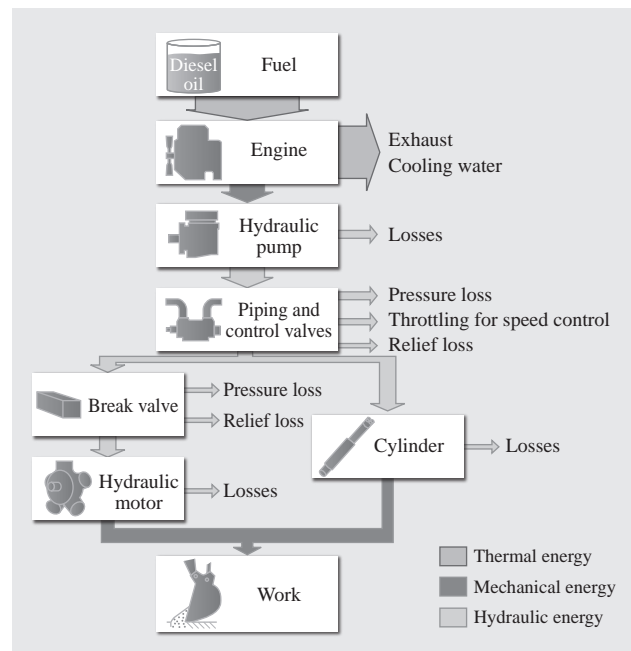 Diesel
oil
Fuel
Engine
Exhaust
Cooling water
Hydraulic
pump
Losses
Piping and
control valves
Pressure loss
Throttling for speed control
Relief loss
Break valve
Pressure loss
Relief loss
Cylinder
Losses
Hydraulic
motor
Losses
Work
Thermal energy
Mechanical energy
Hydraulic energy